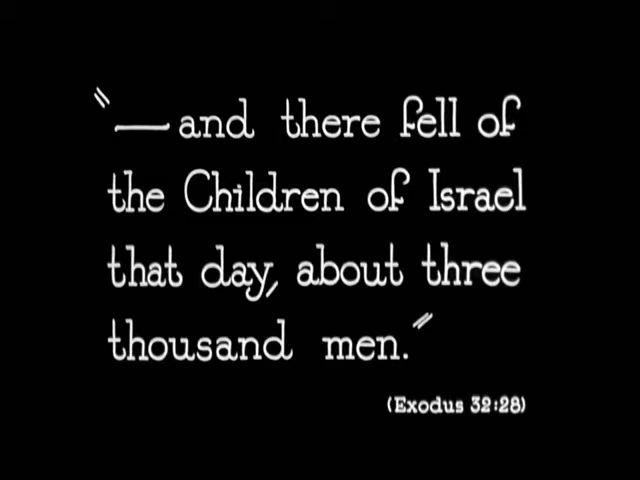 "—and there fell of
the Children of Israel
that day, about three
thousand men."
(Exodus 32:28)